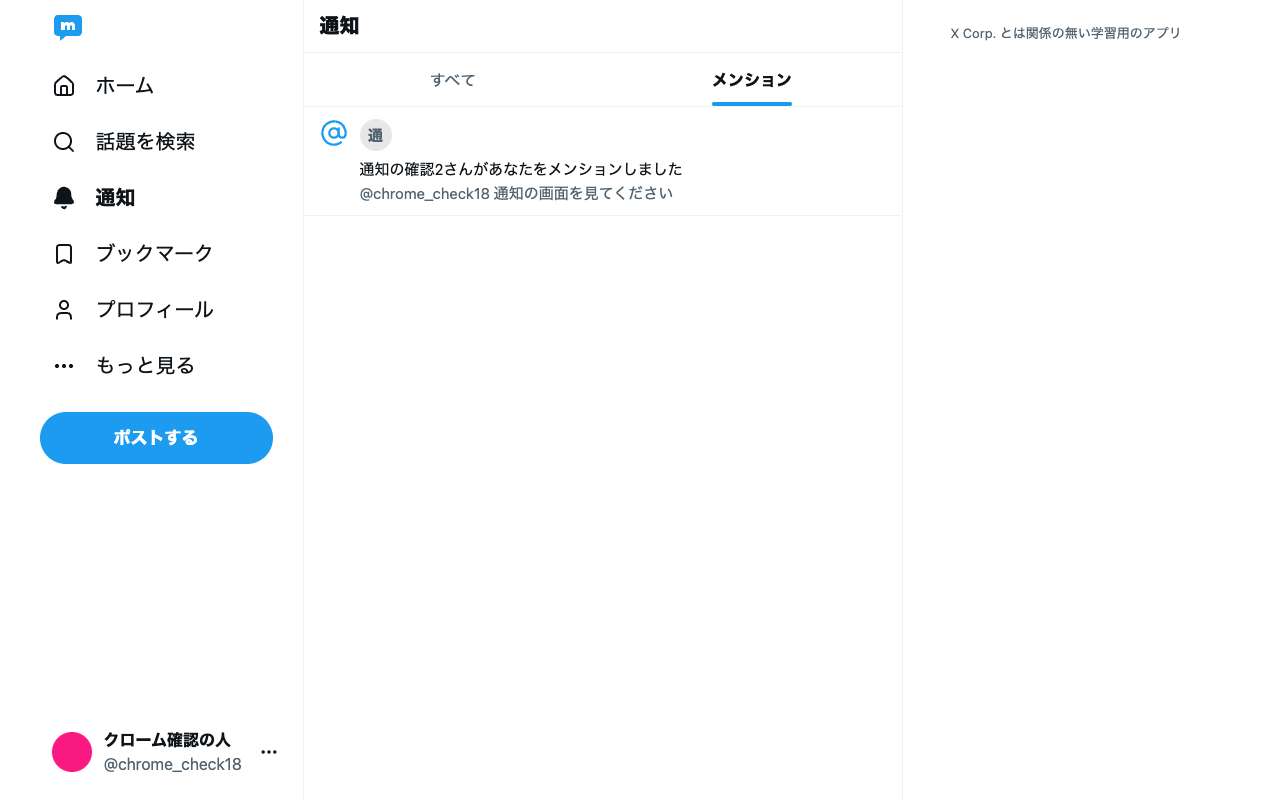 m
ホーム
話題を検索
通知
ブックマーク
プロフィール
もっと見る
ポストする
クローム確認の人
@chrome_check18
通知
すべて
メンション
@
通
通知の確認2さんがあなたをメンションしました
@chrome_check18 通知の画面を見てください
X Corp. とは関係の無い学習用のアプリ